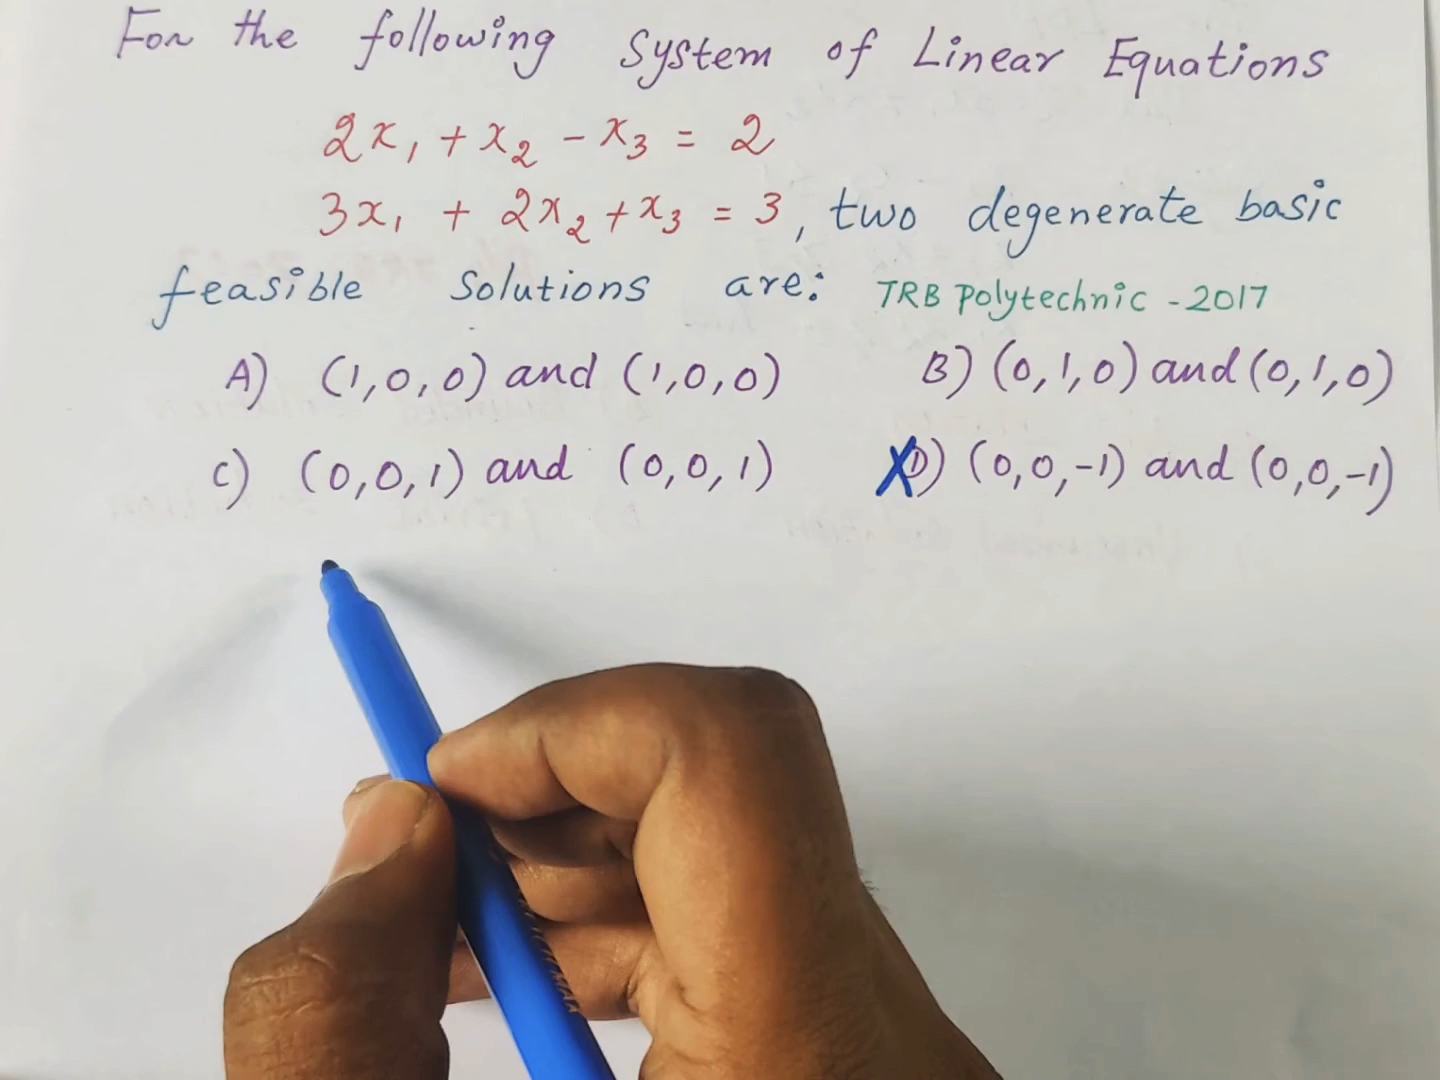 For the following System of Linear Equations
2x₁ + x₂ - x₃ = 2
3x₁ + 2x₂ + x₃ = 3, two degenerate basic
feasible solutions are: TRB Polytechnic - 2017
A) (1,0,0) and (1,0,0) B) (0,1,0) and (0,1,0)
C) (0,0,1) and (0,0,1) D) (0,0,-1) and (0,0,-1)